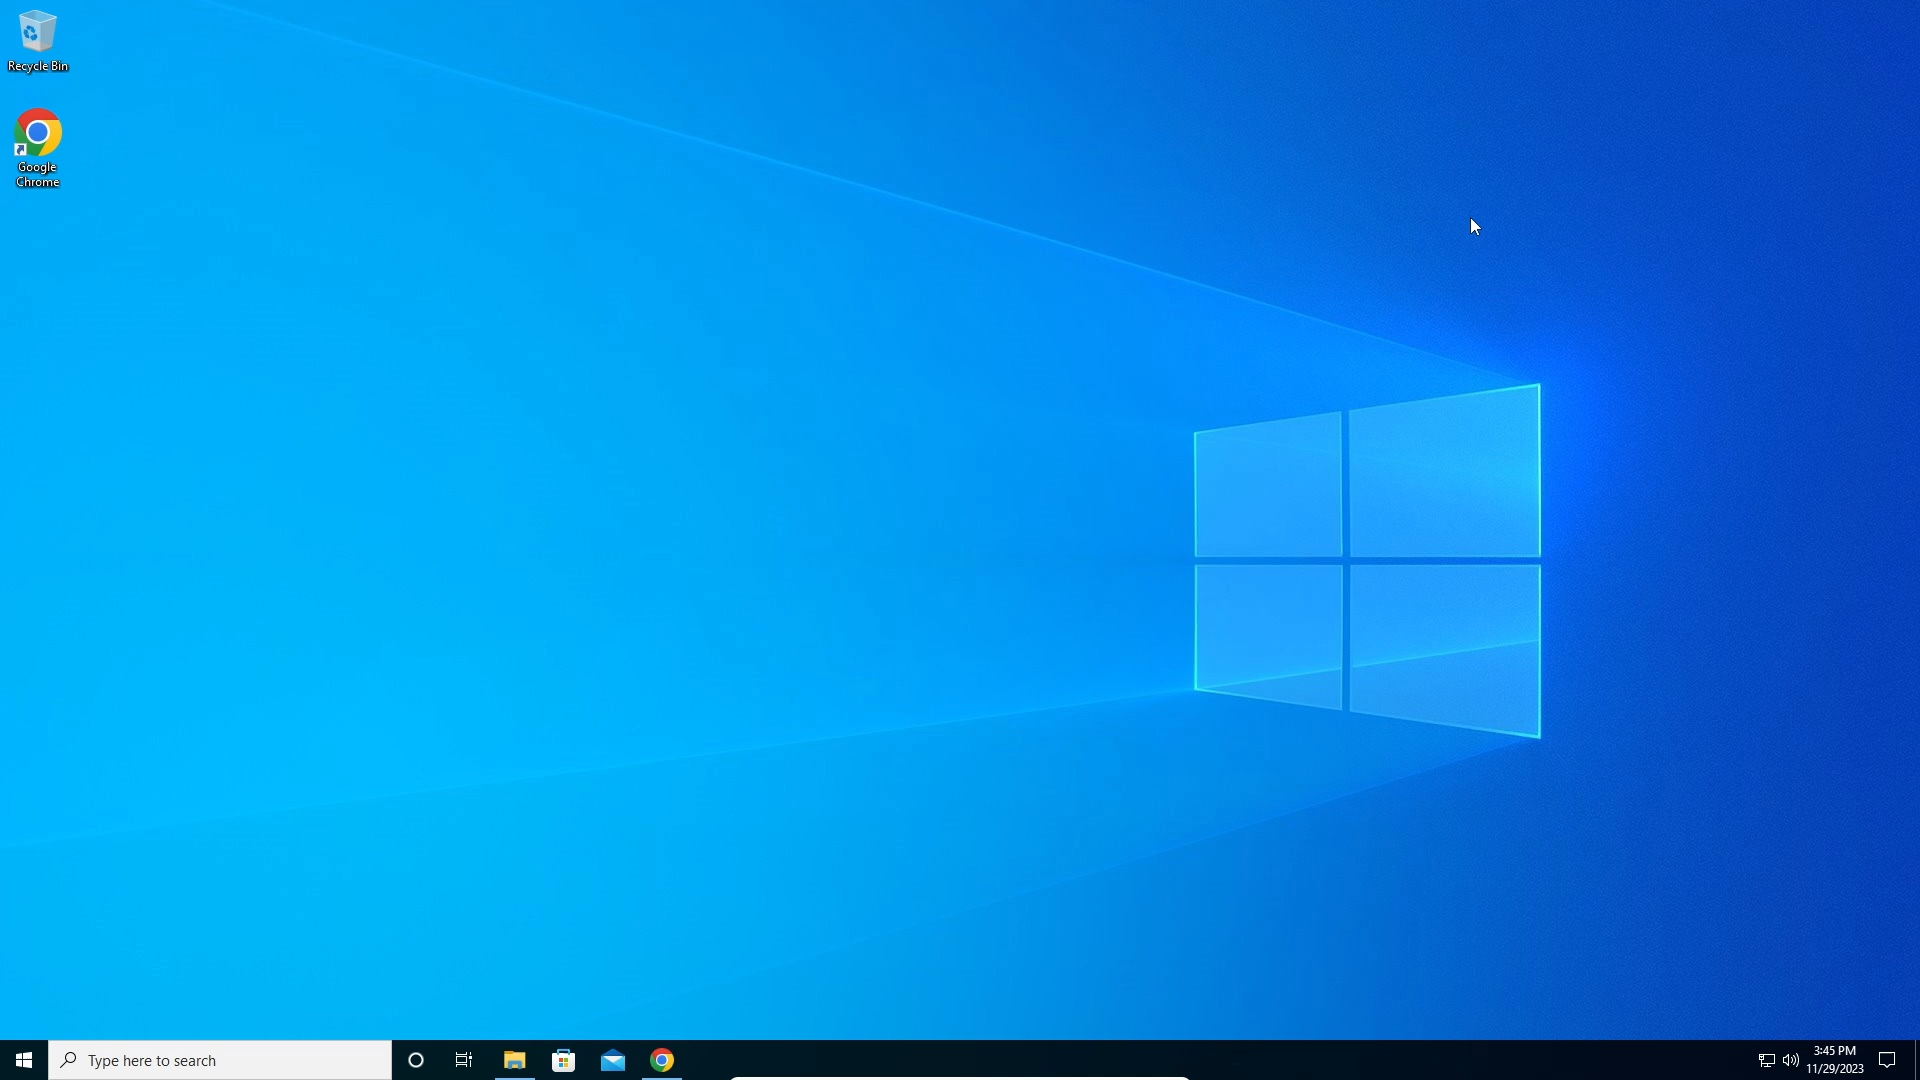 Recycle Bin
Google
Chrome
Type here to search
3:45 PM
11/29/2023